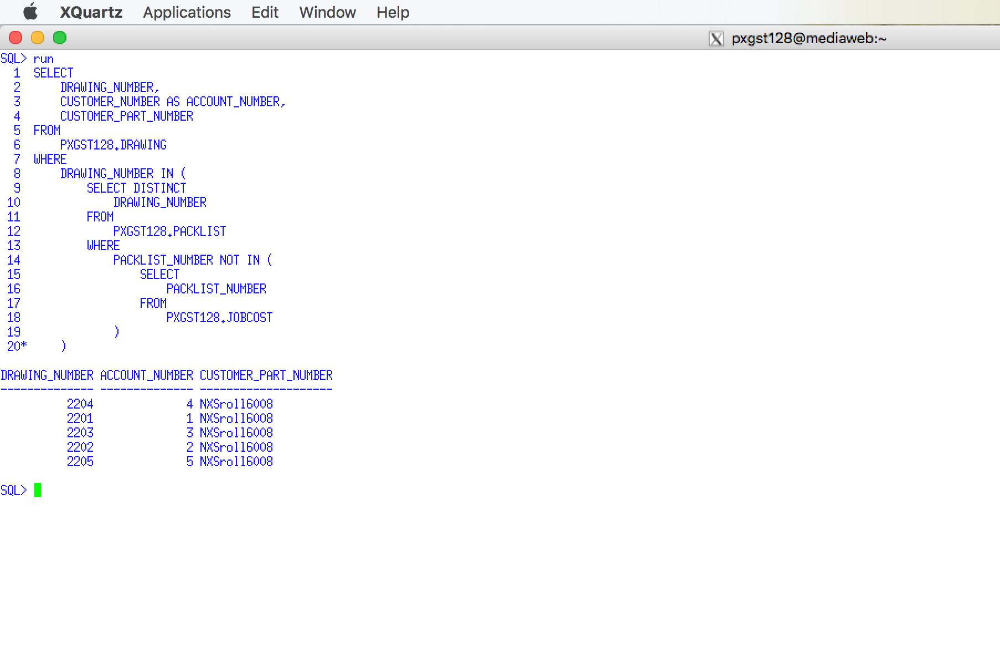 XQuartz Applications Edit Window Help
pxgst128@mediaweb:~
SQL> run
  1  SELECT
  2      DRAWING_NUMBER,
  3      CUSTOMER_NUMBER AS ACCOUNT_NUMBER,
  4      CUSTOMER_PART_NUMBER
  5  FROM
  6      PXGST128.DRAWING
  7  WHERE
  8      DRAWING_NUMBER IN (
  9          SELECT DISTINCT
 10              DRAWING_NUMBER
 11          FROM
 12              PXGST128.PACKLIST
 13          WHERE
 14              PACKLIST_NUMBER NOT IN (
 15                  SELECT
 16                      PACKLIST_NUMBER
 17                  FROM
 18                      PXGST128.JOBCOST
 19              )
 20*     )
DRAWING_NUMBER ACCOUNT_NUMBER CUSTOMER_PART_NUMBER
-------------- -------------- --------------------
          2204              4 NXSroll6008
          2201              1 NXSroll6008
          2203              3 NXSroll6008
          2202              2 NXSroll6008
          2205              5 NXSroll6008
SQL>